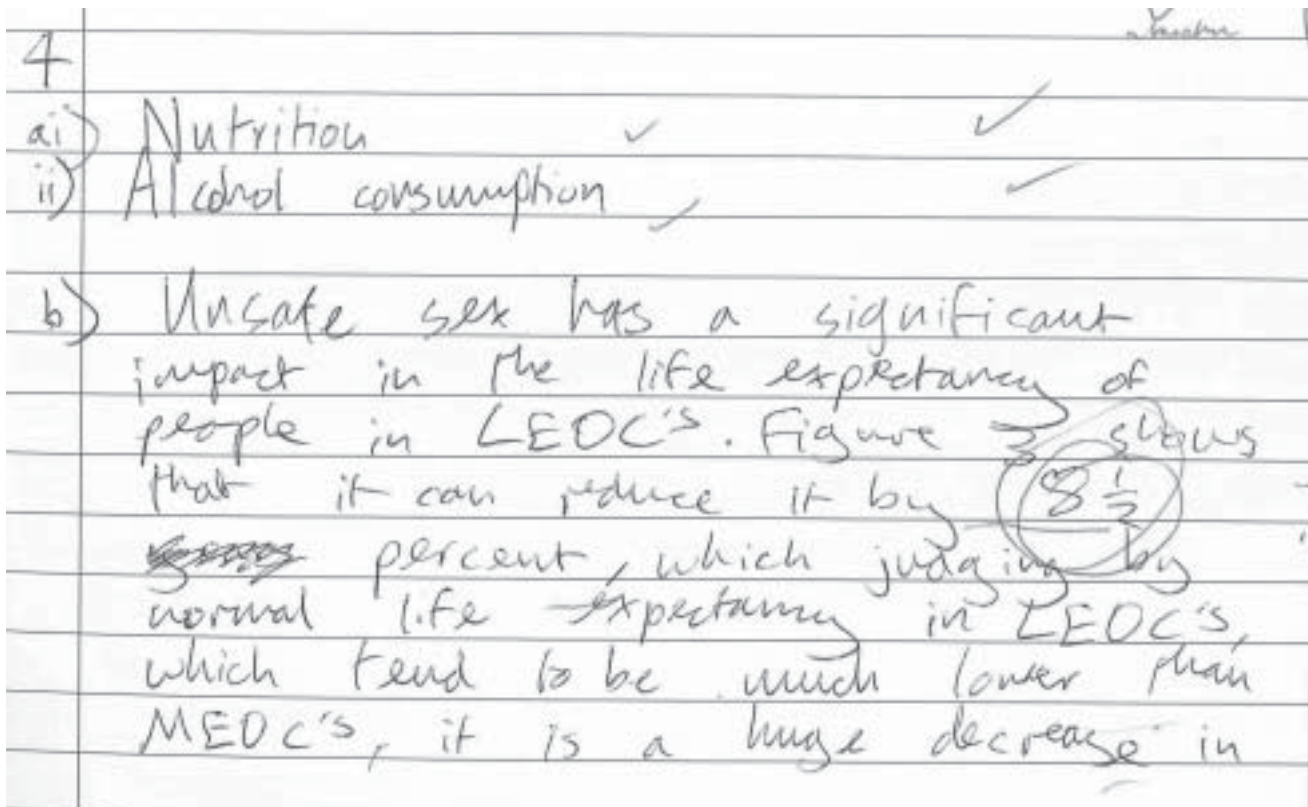 4
ai) Nutrition
ii) Alcohol consumption
b) Unsafe sex has a significant
impact in the life expectancy of
people in LEDC's. Figure 3 shows
that it can reduce it by 8 ½
percent, which judging by
normal life expectancy in LEDC's,
which tend to be much lower than
MEDC's, it is a huge decrease in